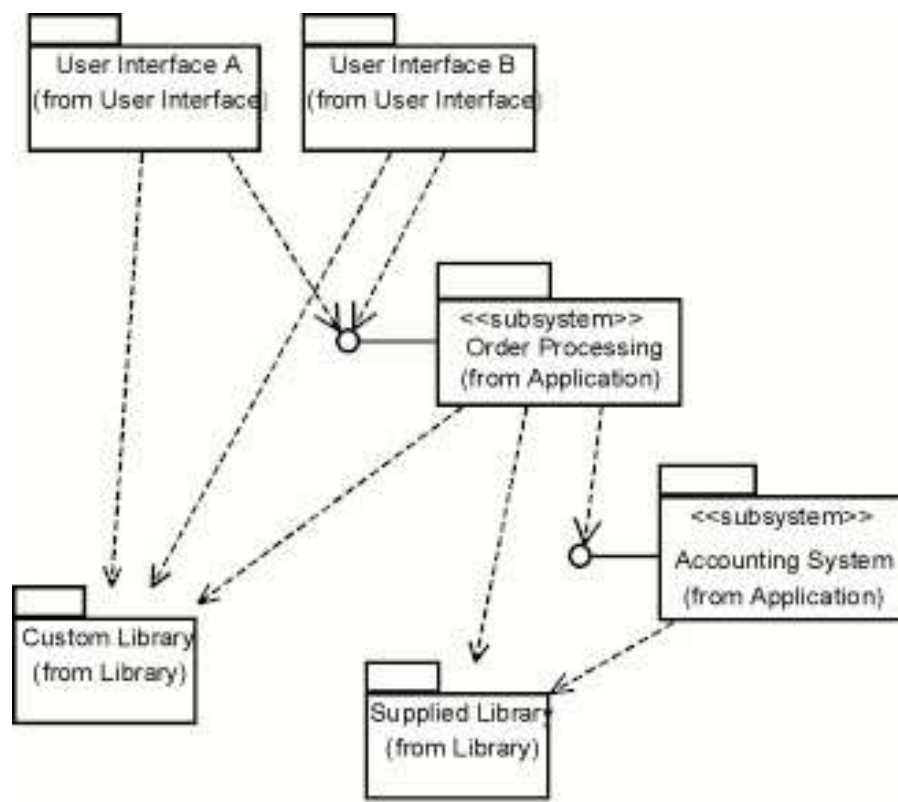 User Interface A
(from User Interface)
User Interface B
(from User Interface)
<<subsystem>>
Order Processing
(from Application)
<<subsystem>>
Accounting System
(from Application)
Custom Library
(from Library)
Supplied Library
(from Library)